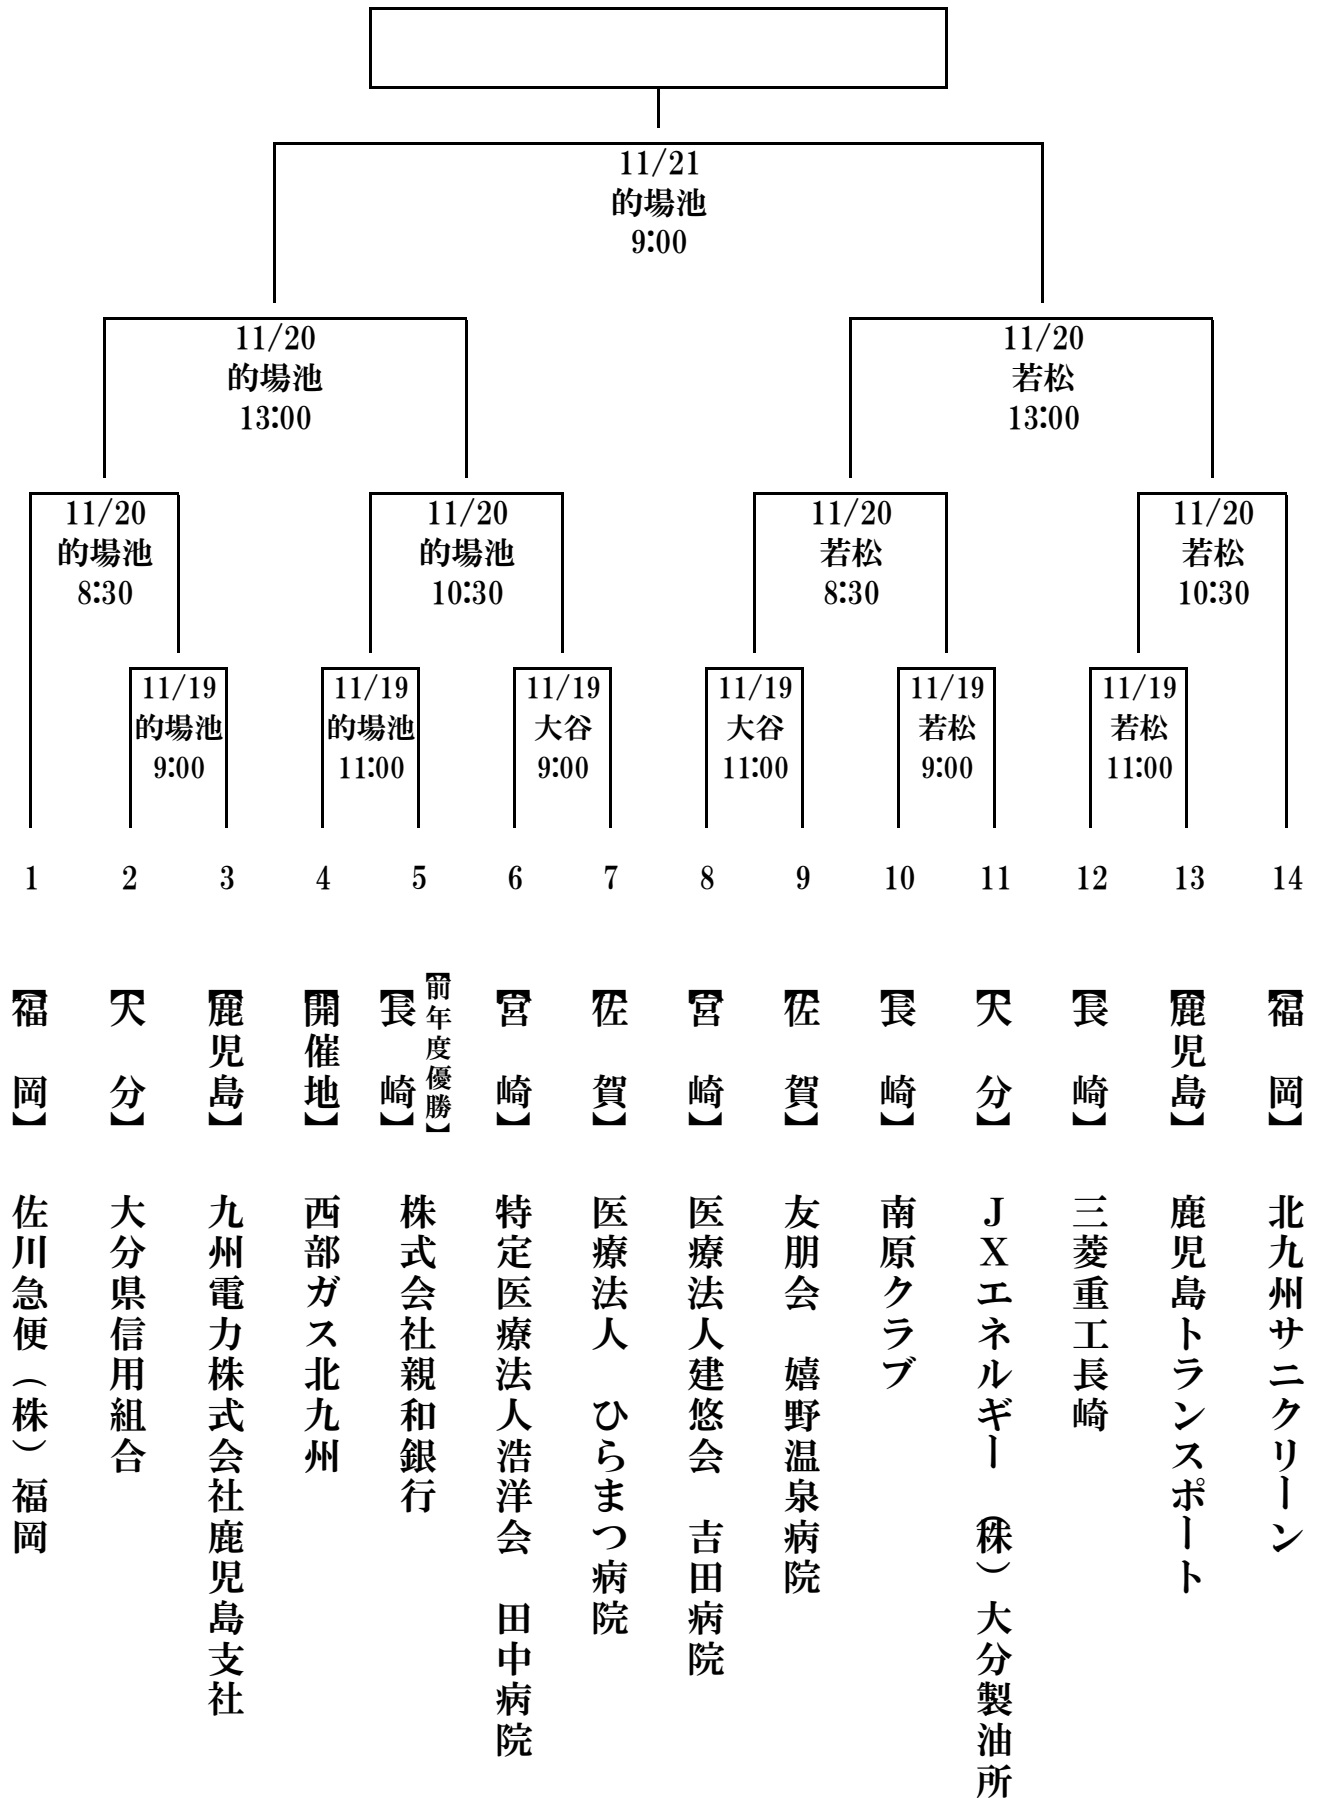 11/21
的場池
9:00
11/20
的場池
13:00
11/20
若松
13:00
11/20
的場池
8:30
11/20
的場池
10:30
11/20
若松
8:30
11/20
若松
10:30
11/19
的場池
9:00
11/19
的場池
11:00
11/19
大谷
9:00
11/19
大谷
11:00
11/19
若松
9:00
11/19
若松
11:00
1
2
3
4
5
6
7
8
9
10
11
12
13
14
【福　岡】　佐川急便（株）福岡
【大　分】　大分県信用組合
【鹿児島】　九州電力株式会社鹿児島支社
【開催地】　西部ガス北九州
【前年度優勝】
【長　崎】　株式会社親和銀行
【宮　崎】　特定医療法人浩洋会　田中病院
【佐　賀】　医療法人　ひらまつ病院
【宮　崎】　医療法人建悠会　吉田病院
【佐　賀】　友朋会　嬉野温泉病院
【長　崎】　南原クラブ
【大　分】　JXエネルギー（株）大分製油所
【長　崎】　三菱重工長崎
【鹿児島】　鹿児島トランスポート
【福　岡】　北九州サニクリーン